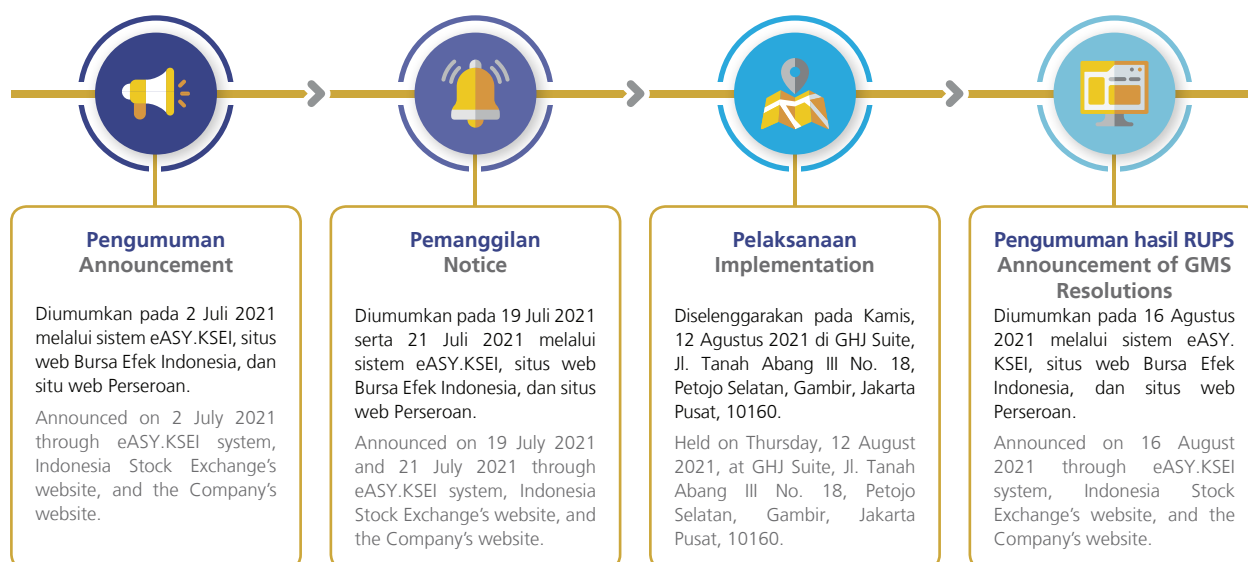 Pengumuman
Announcement
Diumumkan pada 2 Juli 2021
melalui sistem eASY.KSEI, situs
web Bursa Efek Indonesia, dan
situ web Perseroan.
Announced on 2 July 2021
through eASY.KSEI system,
Indonesia Stock Exchange’s
website, and the Company’s
website.
Pemanggilan
Notice
Diumumkan pada 19 Juli 2021
serta 21 Juli 2021 melalui
sistem eASY.KSEI, situs web
Bursa Efek Indonesia, dan situs
web Perseroan.
Announced on 19 July 2021
and 21 July 2021 through
eASY.KSEI system, Indonesia
Stock Exchange’s website, and
the Company’s website.
Pelaksanaan
Implementation
Diselenggarakan pada Kamis,
12 Agustus 2021 di GHJ Suite,
Jl. Tanah Abang III No. 18,
Petojo Selatan, Gambir, Jakarta
Pusat, 10160.
Held on Thursday, 12 August
2021, at GHJ Suite, Jl. Tanah
Abang III No. 18, Petojo
Selatan, Gambir, Jakarta
Pusat, 10160.
Pengumuman hasil RUPS
Announcement of GMS
Resolutions
Diumumkan pada 16 Agustus
2021 melalui sistem eASY.
KSEI, situs web Bursa Efek
Indonesia, dan situs web
Perseroan.
Announced on 16 August
2021 through eASY.KSEI
system, Indonesia Stock
Exchange’s website, and the
Company’s website.